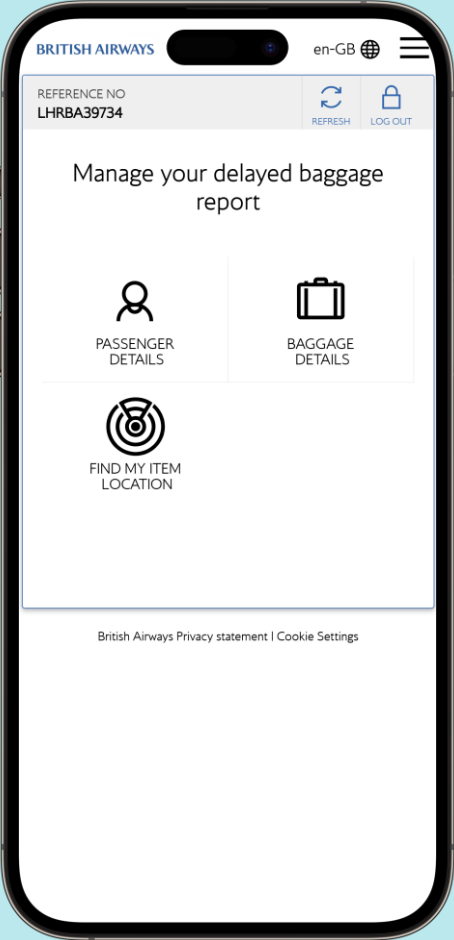 BRITISH AIRWAYS
en-GB
REFERENCE NO
LHRBA39734
REFRESH
LOG OUT
Manage your delayed baggage
report
PASSENGER
DETAILS
BAGGAGE
DETAILS
FIND MY ITEM
LOCATION
British Airways Privacy statement | Cookie Settings